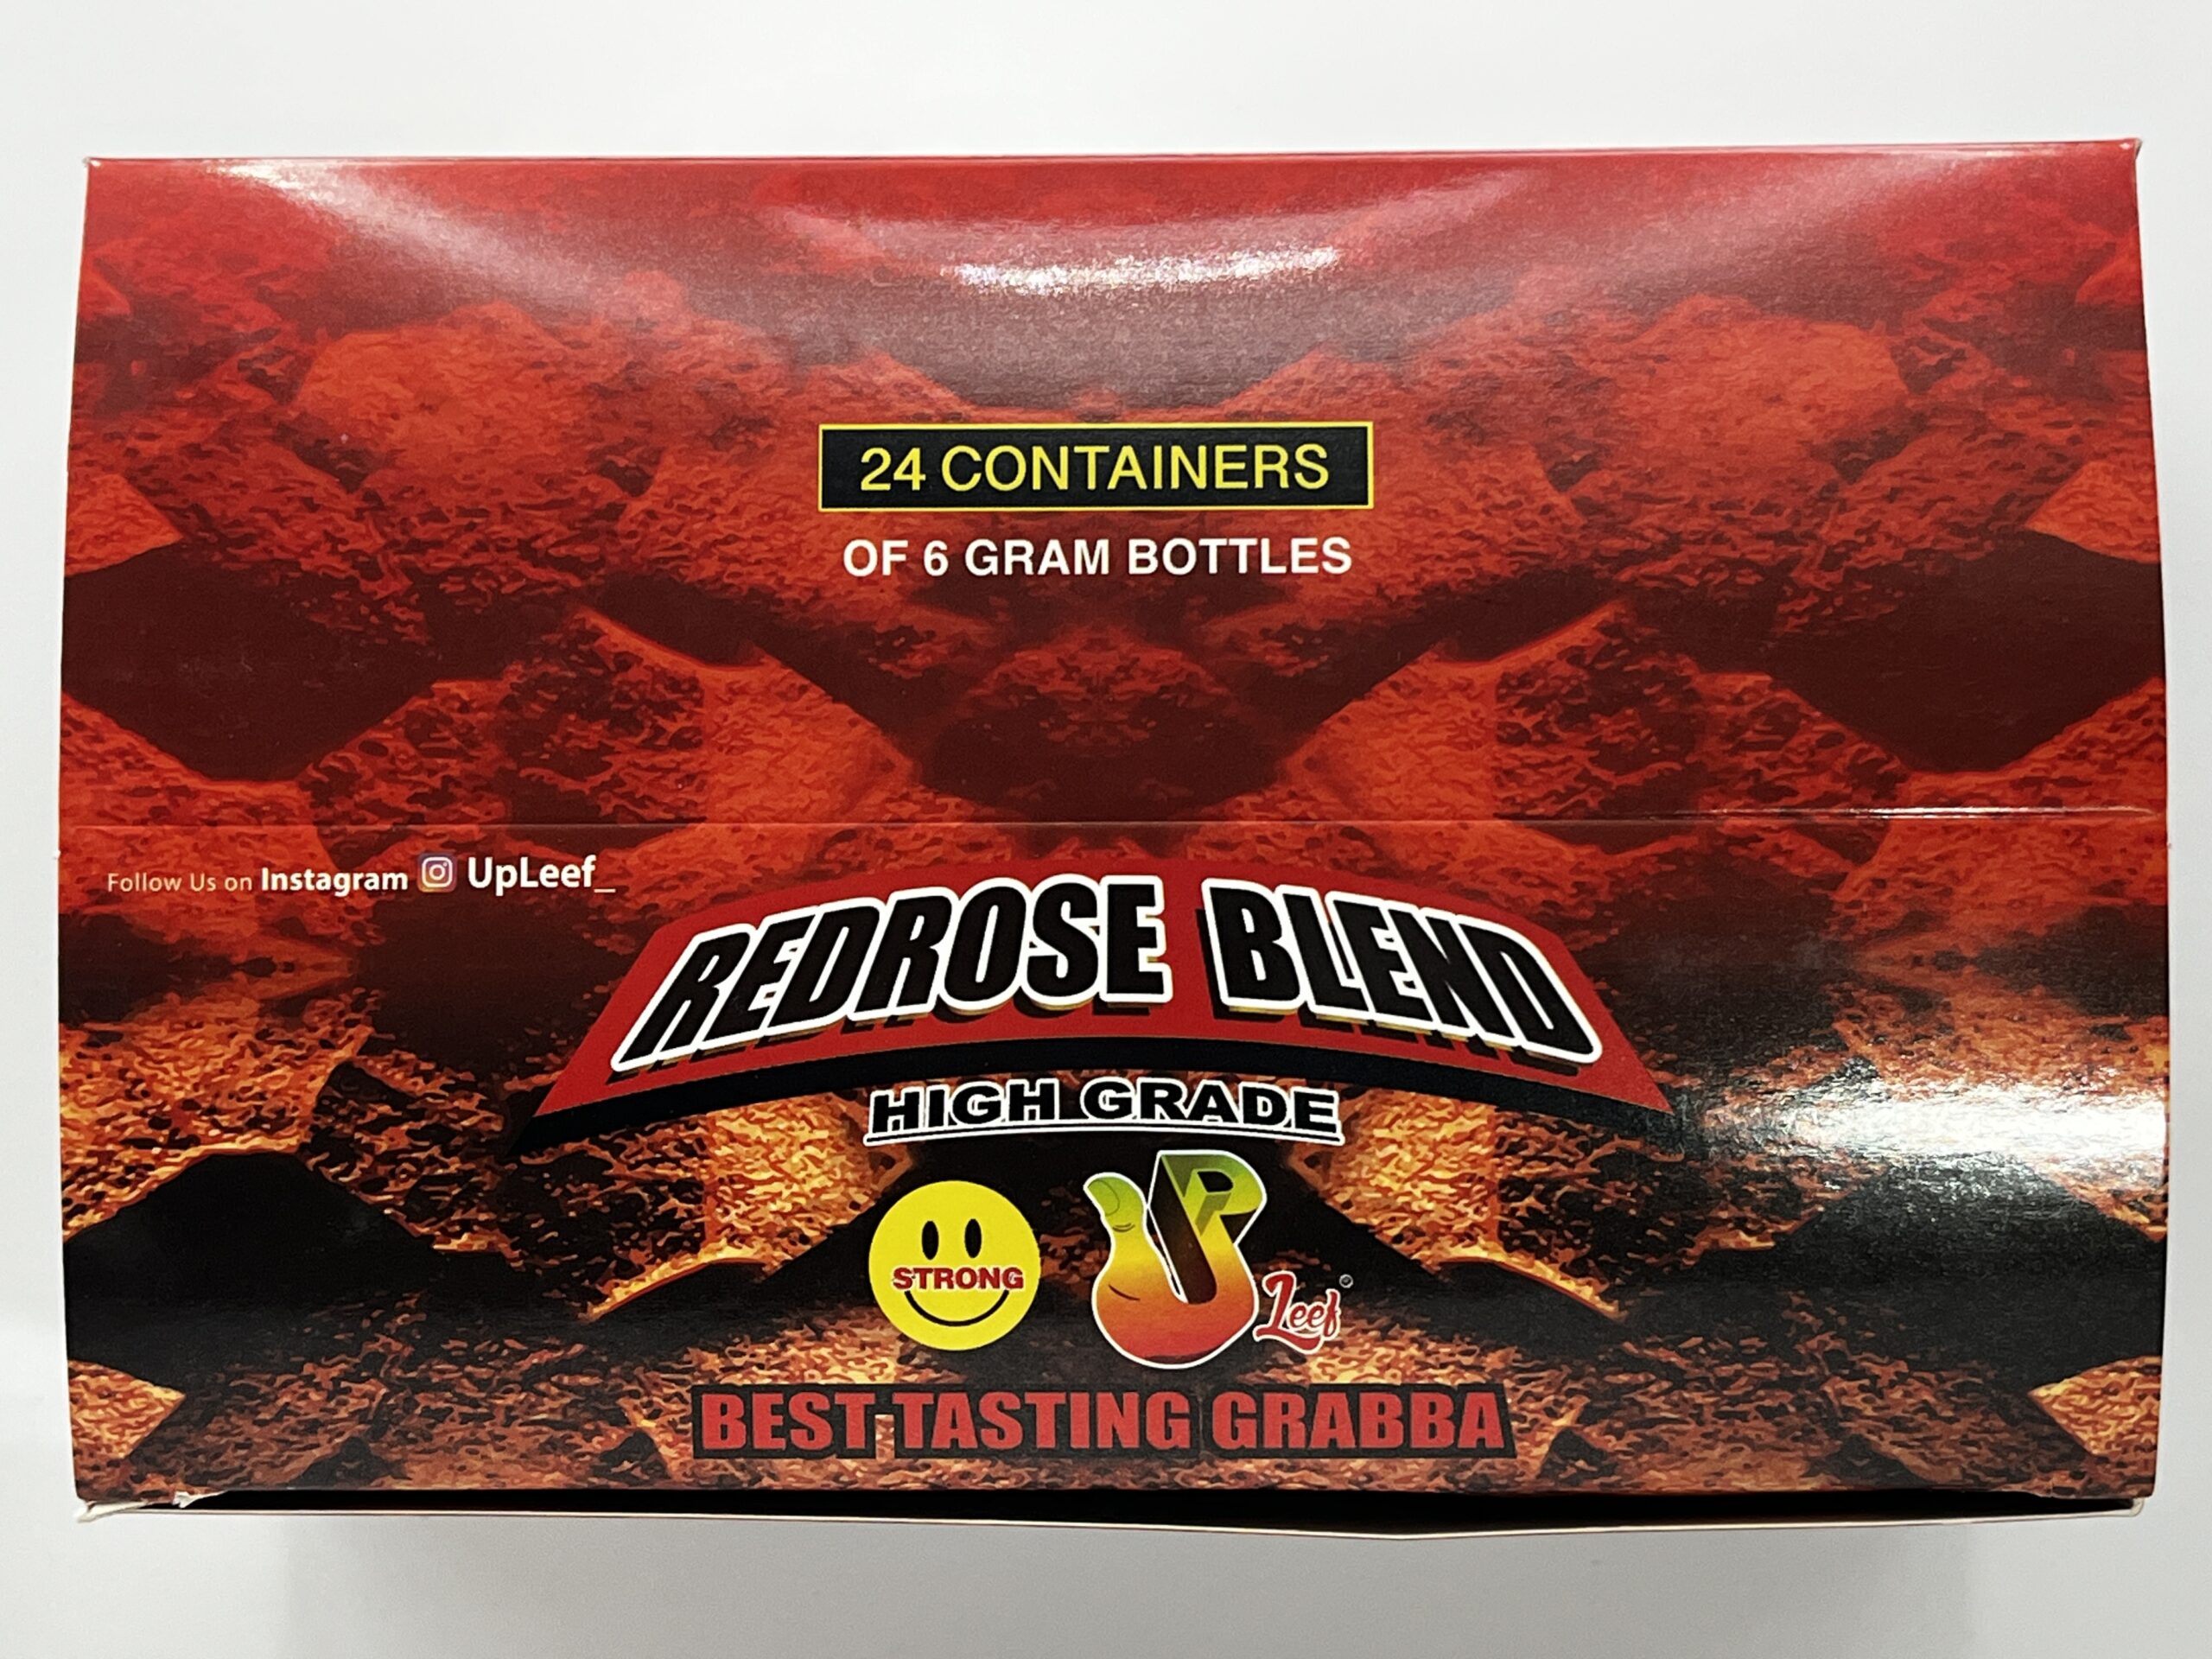 24 CONTAINERS
OF 6 GRAM BOTTLES
Follow Us on Instagram UpLeef_
REDROSE BLEND
HIGH GRADE
STRONG
UP
Leef
BEST TASTING GRABBA